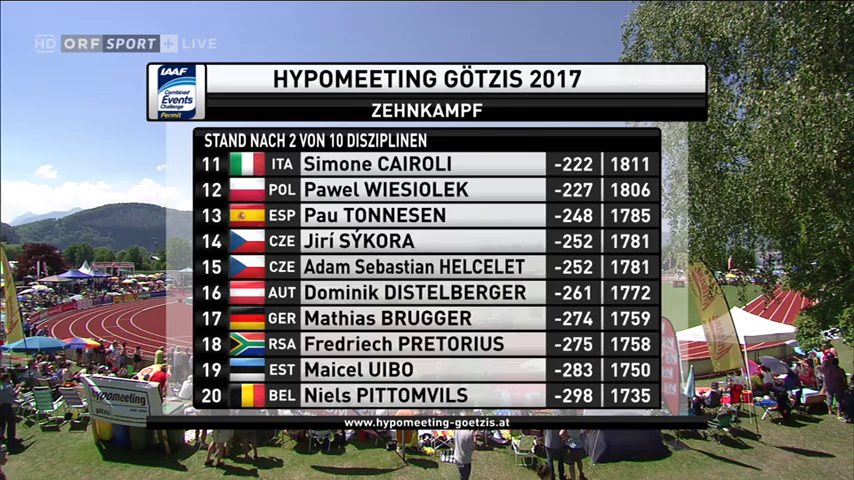 HD ORF SPORT + LIVE
IAAF
Combined
Events
Challenge
Permit
HYPOMEETING GÖTZIS 2017
ZEHNKAMPF
STAND NACH 2 VON 10 DISZIPLINEN
11 ITA Simone CAIROLI -222 1811
12 POL Pawel WIESIOLEK -227 1806
13 ESP Pau TONNESEN -248 1785
14 CZE Jirí SÝKORA -252 1781
15 CZE Adam Sebastian HELCELET -252 1781
16 AUT Dominik DISTELBERGER -261 1772
17 GER Mathias BRUGGER -274 1759
18 RSA Fredriech PRETORIUS -275 1758
19 EST Maicel UIBO -283 1750
20 BEL Niels PITTOMVILS -298 1735
www.hypomeeting-goetzis.at
hypomeeting
götzis